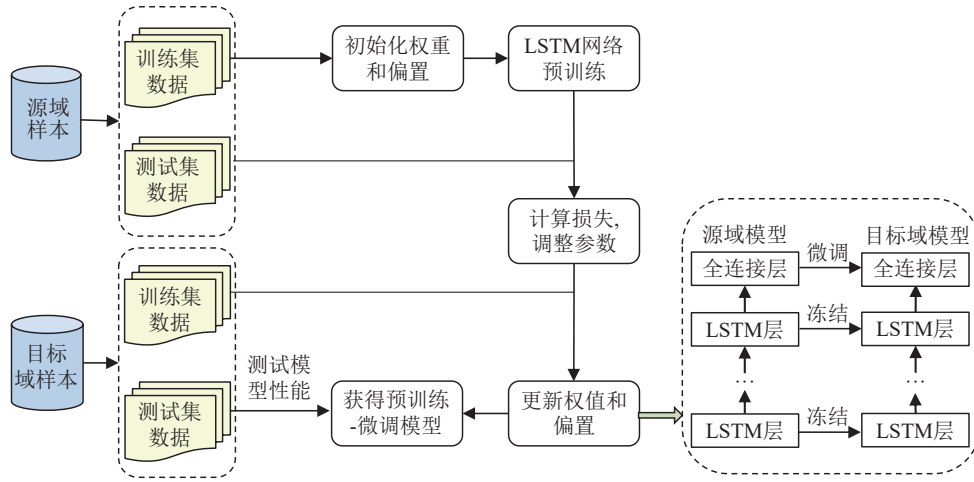 训练集
数据
初始化权重
和偏置
LSTM网络
预训练
源域
样本
测试集
数据
计算损失,
调整参数
训练集
数据
目标
域样本
测试集
数据
测试模
型性能
获得预训练
-微调模型
更新权值和
偏置
源域模型
目标域模型
全连接层
微调
全连接层
LSTM层
冻结
LSTM层
...
...
LSTM层
冻结
LSTM层